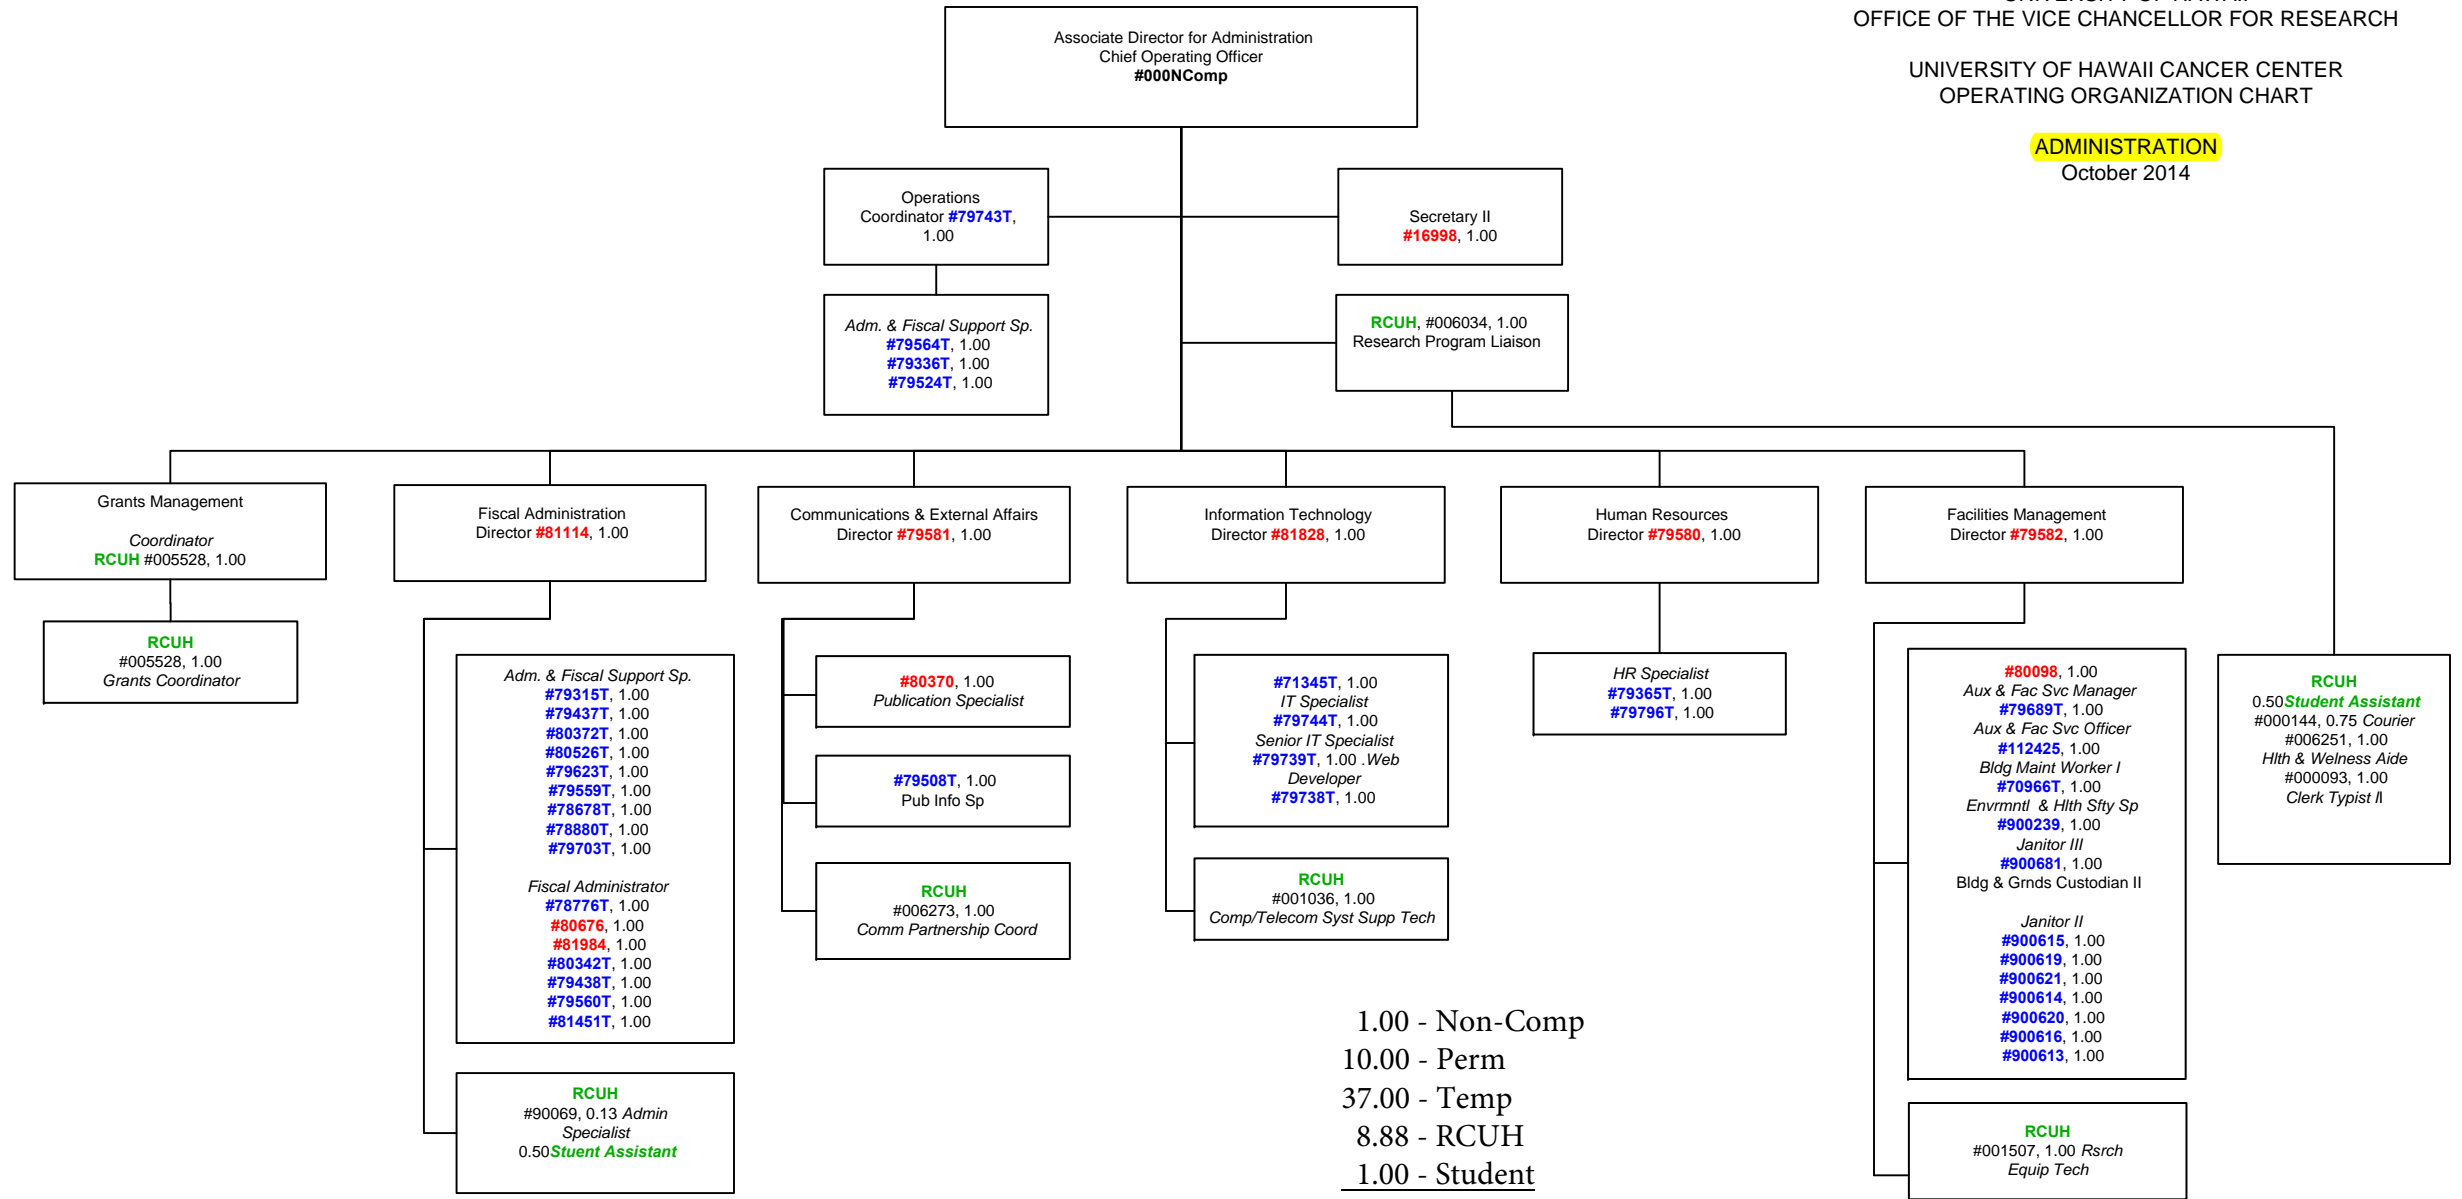 OFFICE OF THE VICE CHANCELLOR FOR RESEARCH
UNIVERSITY OF HAWAII CANCER CENTER
OPERATING ORGANIZATION CHART
ADMINISTRATION
October 2014
Associate Director for Administration
Chief Operating Officer
#000NComp
Operations
Coordinator #79743T,
1.00
Secretary II
#16998, 1.00
Adm. & Fiscal Support Sp.
#79564T, 1.00
#79336T, 1.00
#79524T, 1.00
RCUH, #006034, 1.00
Research Program Liaison
Grants Management
Coordinator
RCUH #005528, 1.00
RCUH
#005528, 1.00
Grants Coordinator
Fiscal Administration
Director #81114, 1.00
Adm. & Fiscal Support Sp.
#79315T, 1.00
#79437T, 1.00
#80372T, 1.00
#80526T, 1.00
#79623T, 1.00
#79559T, 1.00
#78678T, 1.00
#78880T, 1.00
#79703T, 1.00
Fiscal Administrator
#78776T, 1.00
#80676, 1.00
#81984, 1.00
#80342T, 1.00
#79438T, 1.00
#79560T, 1.00
#81451T, 1.00
RCUH
#90069, 0.13 Admin
Specialist
0.50Stuent Assistant
Communications & External Affairs
Director #79581, 1.00
#80370, 1.00
Publication Specialist
#79508T, 1.00
Pub Info Sp
RCUH
#006273, 1.00
Comm Partnership Coord
Information Technology
Director #81828, 1.00
#71345T, 1.00
IT Specialist
#79744T, 1.00
Senior IT Specialist
#79739T, 1.00 .Web
Developer
#79738T, 1.00
RCUH
#001036, 1.00
Comp/Telecom Syst Supp Tech
Human Resources
Director #79580, 1.00
HR Specialist
#79365T, 1.00
#79796T, 1.00
Facilities Management
Director #79582, 1.00
#80098, 1.00
Aux & Fac Svc Manager
#79689T, 1.00
Aux & Fac Svc Officer
#112425, 1.00
Bldg Maint Worker I
#70966T, 1.00
Envrmntl & Hlth Sfty Sp
#900239, 1.00
Janitor III
#900681, 1.00
Bldg & Grnds Custodian II
Janitor II
#900615, 1.00
#900619, 1.00
#900621, 1.00
#900614, 1.00
#900620, 1.00
#900616, 1.00
#900613, 1.00
RCUH
#001507, 1.00 Rsrch
Equip Tech
RCUH
0.50Student Assistant
#000144, 0.75 Courier
#006251, 1.00
Hlth & Welness Aide
#000093, 1.00
Clerk Typist II
1.00 - Non-Comp
10.00 - Perm
37.00 - Temp
8.88 - RCUH
1.00 - Student